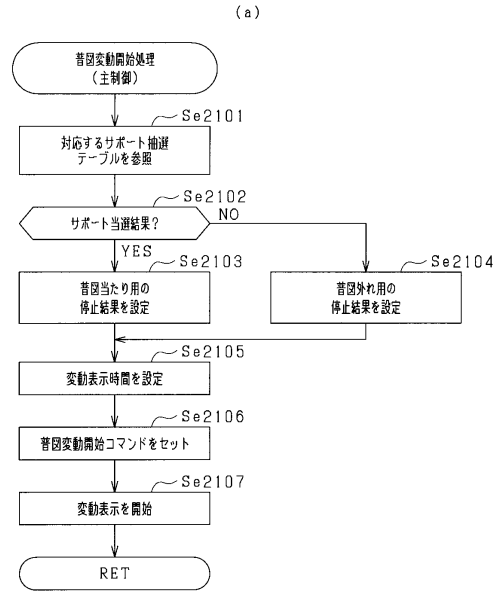 (a)
普図変動開始処理
(主制御)
Se2101
対応するサポート抽選
テーブルを参照
Se2102
サポート当選結果？
NO
YES
Se2103
普図当たり用の
停止結果を設定
Se2104
普図外れ用の
停止結果を設定
Se2105
変動表示時間を設定
Se2106
普図変動開始コマンドをセット
Se2107
変動表示を開始
RET